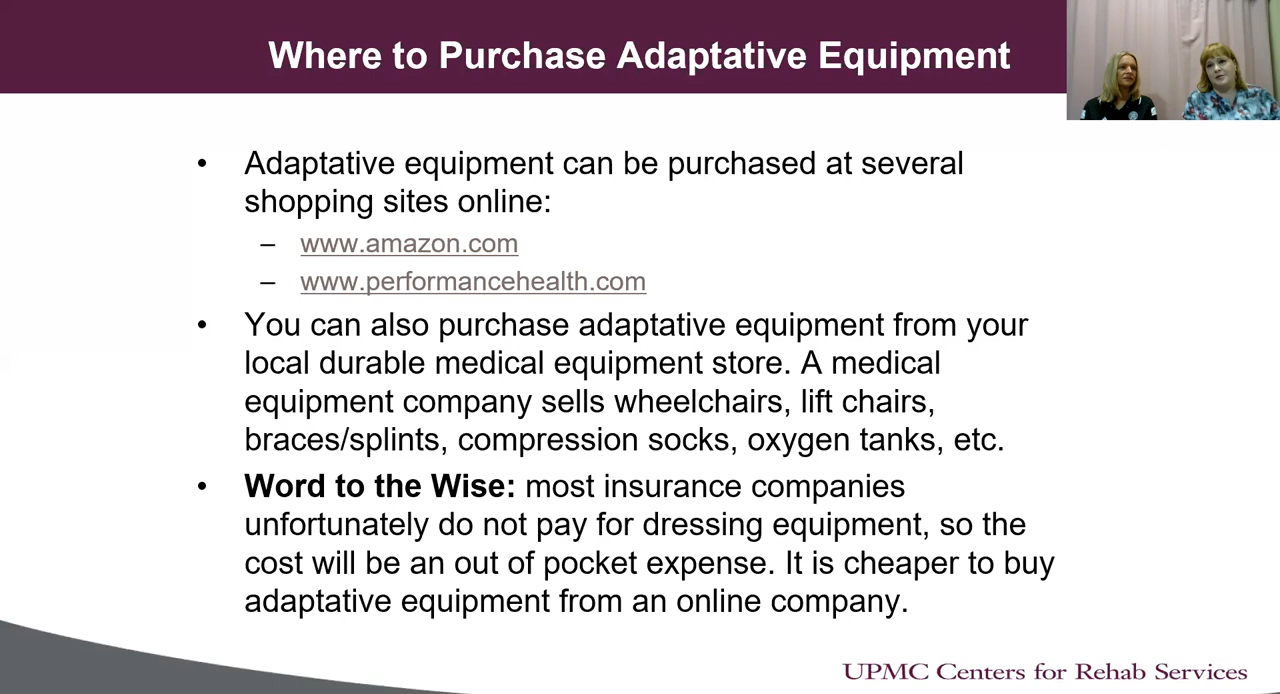 Where to Purchase Adaptative Equipment
• Adaptative equipment can be purchased at several
shopping sites online:
– www.amazon.com
– www.performancehealth.com
• You can also purchase adaptative equipment from your
local durable medical equipment store. A medical
equipment company sells wheelchairs, lift chairs,
braces/splints, compression socks, oxygen tanks, etc.
• Word to the Wise: most insurance companies
unfortunately do not pay for dressing equipment, so the
cost will be an out of pocket expense. It is cheaper to buy
adaptative equipment from an online company.
UPMC Centers for Rehab Services